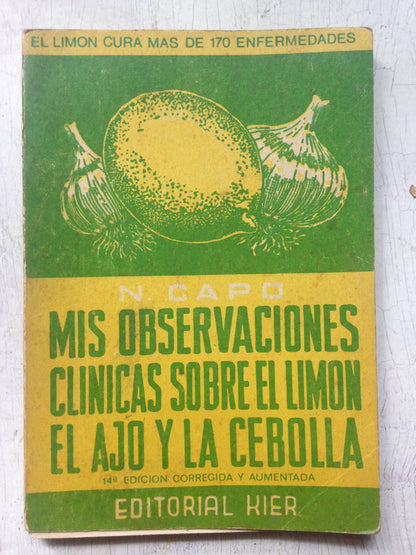 EL LIMON CURA MAS DE 170 ENFERMEDADES
N. CAPO
MIS OBSERVACIONES
CLINICAS SOBRE EL LIMON
EL AJO Y LA CEBOLLA
14ª EDICION CORREGIDA Y AUMENTADA
EDITORIAL KIER